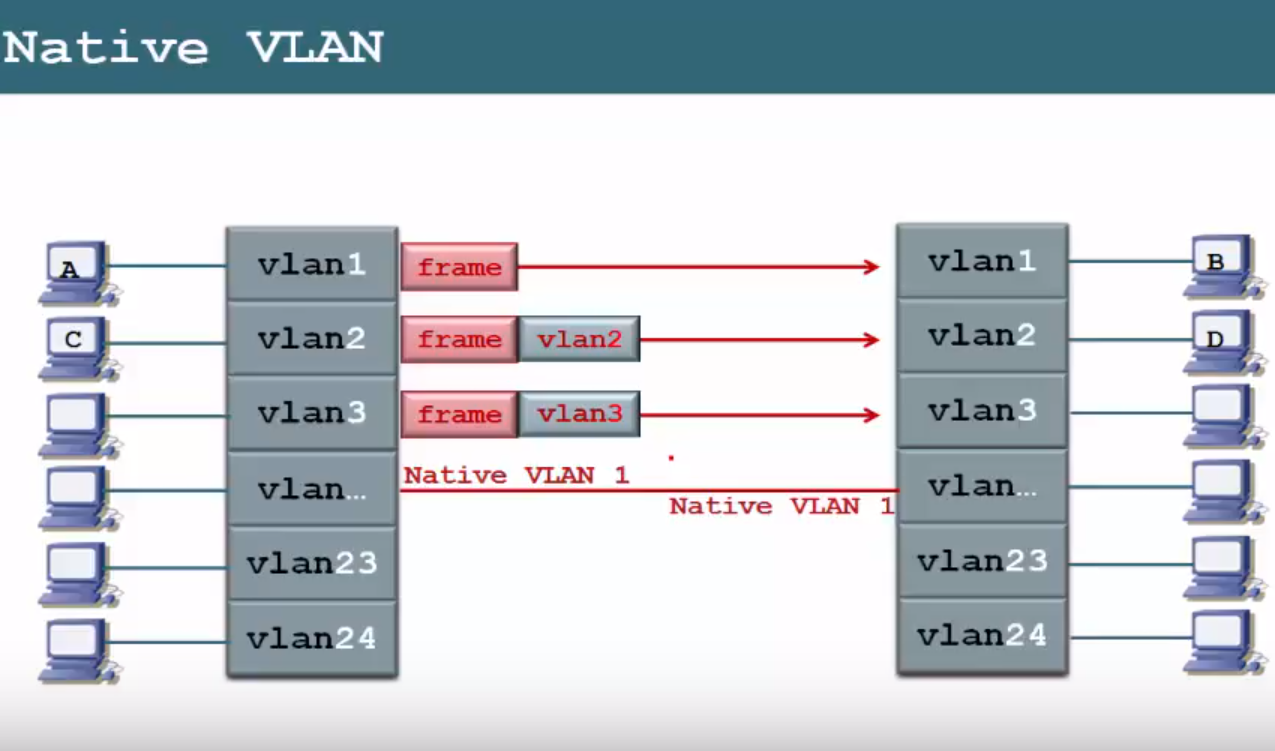 Native VLAN
A
vlan1
frame
vlan1
B
C
vlan2
frame
vlan2
vlan2
D
vlan3
frame
vlan3
vlan3
Native VLAN 1
vlan...
vlan...
Native VLAN 1
vlan23
vlan23
vlan24
vlan24